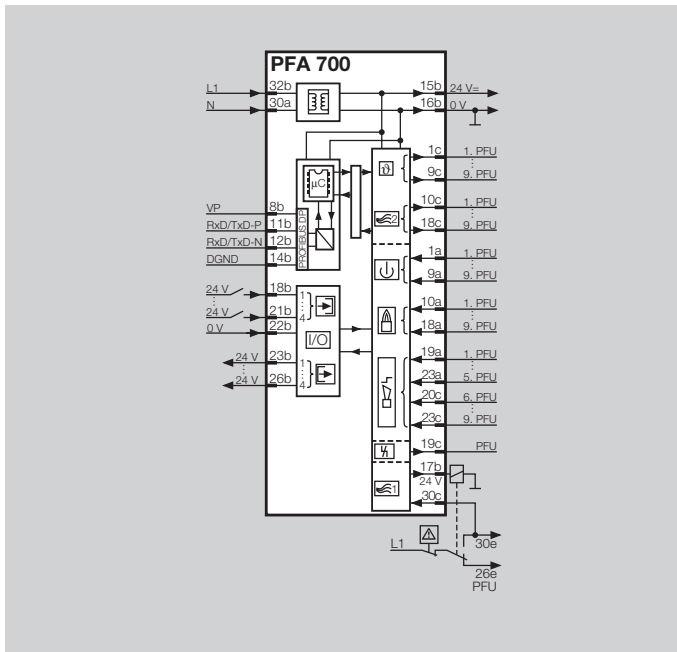 PFA 700
L1 32b 15b 24 V=
N 30a 16b 0 V
1c 1. PFU
µC
9c 9. PFU
10c 1. PFU
VP 8b
2
RxD/TxD-P 11b 18c 9. PFU
PROFIBUS DP
RxD/TxD-N 12b
1a 1. PFU
DGND 14b
9a 9. PFU
24 V 18b 1
10a 1. PFU
24 V 21b 4
18a 9. PFU
0 V 22b
I/O
19a 1. PFU
24 V 23b 1
23a 5. PFU
24 V 26b 4
20c 6. PFU
23c 9. PFU
19c PFU
17b
24 V
1
30c
L1
30e
26e
PFU